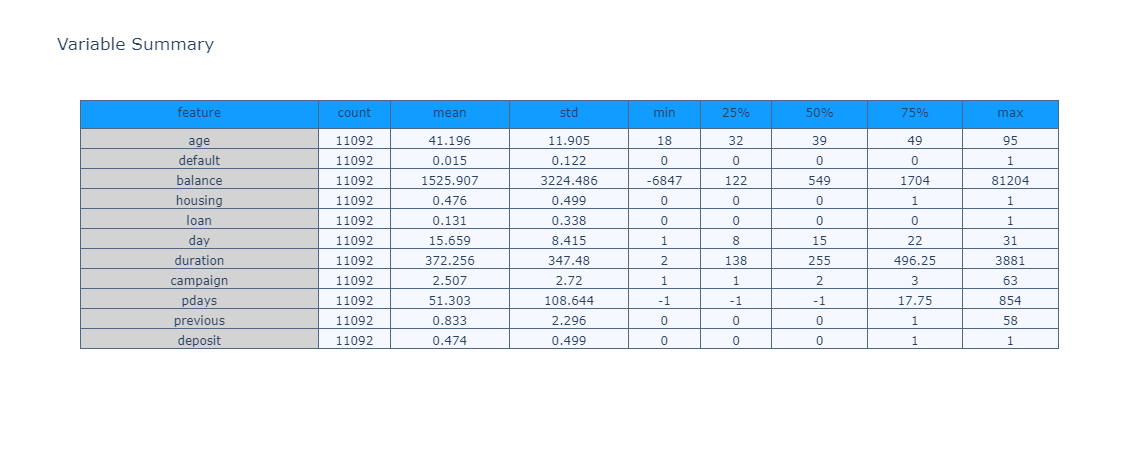 Variable Summary
feature count mean std min 25% 50% 75% max
age 11092 41.196 11.905 18 32 39 49 95
default 11092 0.015 0.122 0 0 0 0 1
balance 11092 1525.907 3224.486 -6847 122 549 1704 81204
housing 11092 0.476 0.499 0 0 0 1 1
loan 11092 0.131 0.338 0 0 0 0 1
day 11092 15.659 8.415 1 8 15 22 31
duration 11092 372.256 347.48 2 138 255 496.25 3881
campaign 11092 2.507 2.72 1 1 2 3 63
pdays 11092 51.303 108.644 -1 -1 -1 17.75 854
previous 11092 0.833 2.296 0 0 0 1 58
deposit 11092 0.474 0.499 0 0 0 1 1